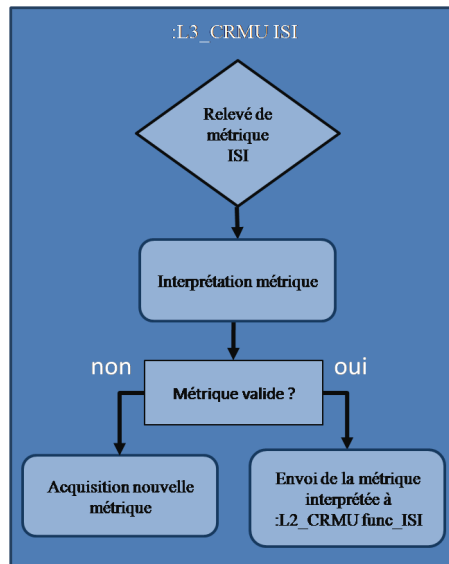 :L3_CRMU ISI
Relevé de
métrique
ISI
Interprétation métrique
non
oui
Métrique valide ?
Acquisition nouvelle
métrique
Envoi de la métrique
interprétée à
:L2_CRMU func_ISI